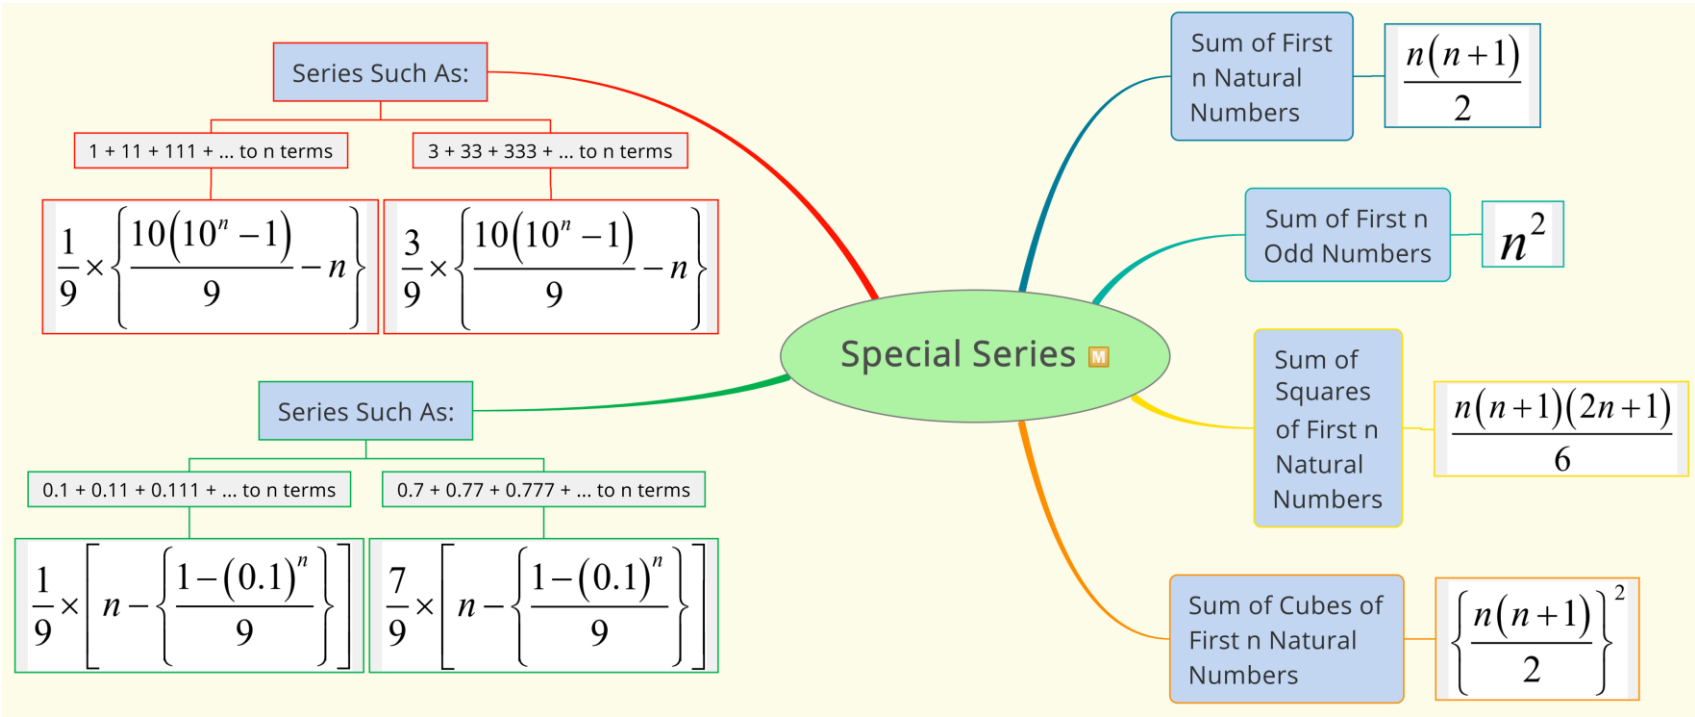 Special Series M
Series Such As:
1 + 11 + 111 + ... to n terms
1/9 × {10(10ⁿ − 1)/9 − n}
3 + 33 + 333 + ... to n terms
3/9 × {10(10ⁿ − 1)/9 − n}
Series Such As:
0.1 + 0.11 + 0.111 + ... to n terms
1/9 × [n − {1 − (0.1)ⁿ/9}]
0.7 + 0.77 + 0.777 + ... to n terms
7/9 × [n − {1 − (0.1)ⁿ/9}]
Sum of First
n Natural
Numbers
n(n + 1)/2
Sum of First n
Odd Numbers
n²
Sum of
Squares
of First n
Natural
Numbers
n(n + 1)(2n + 1)/6
Sum of Cubes of
First n Natural
Numbers
{n(n + 1)/2}²